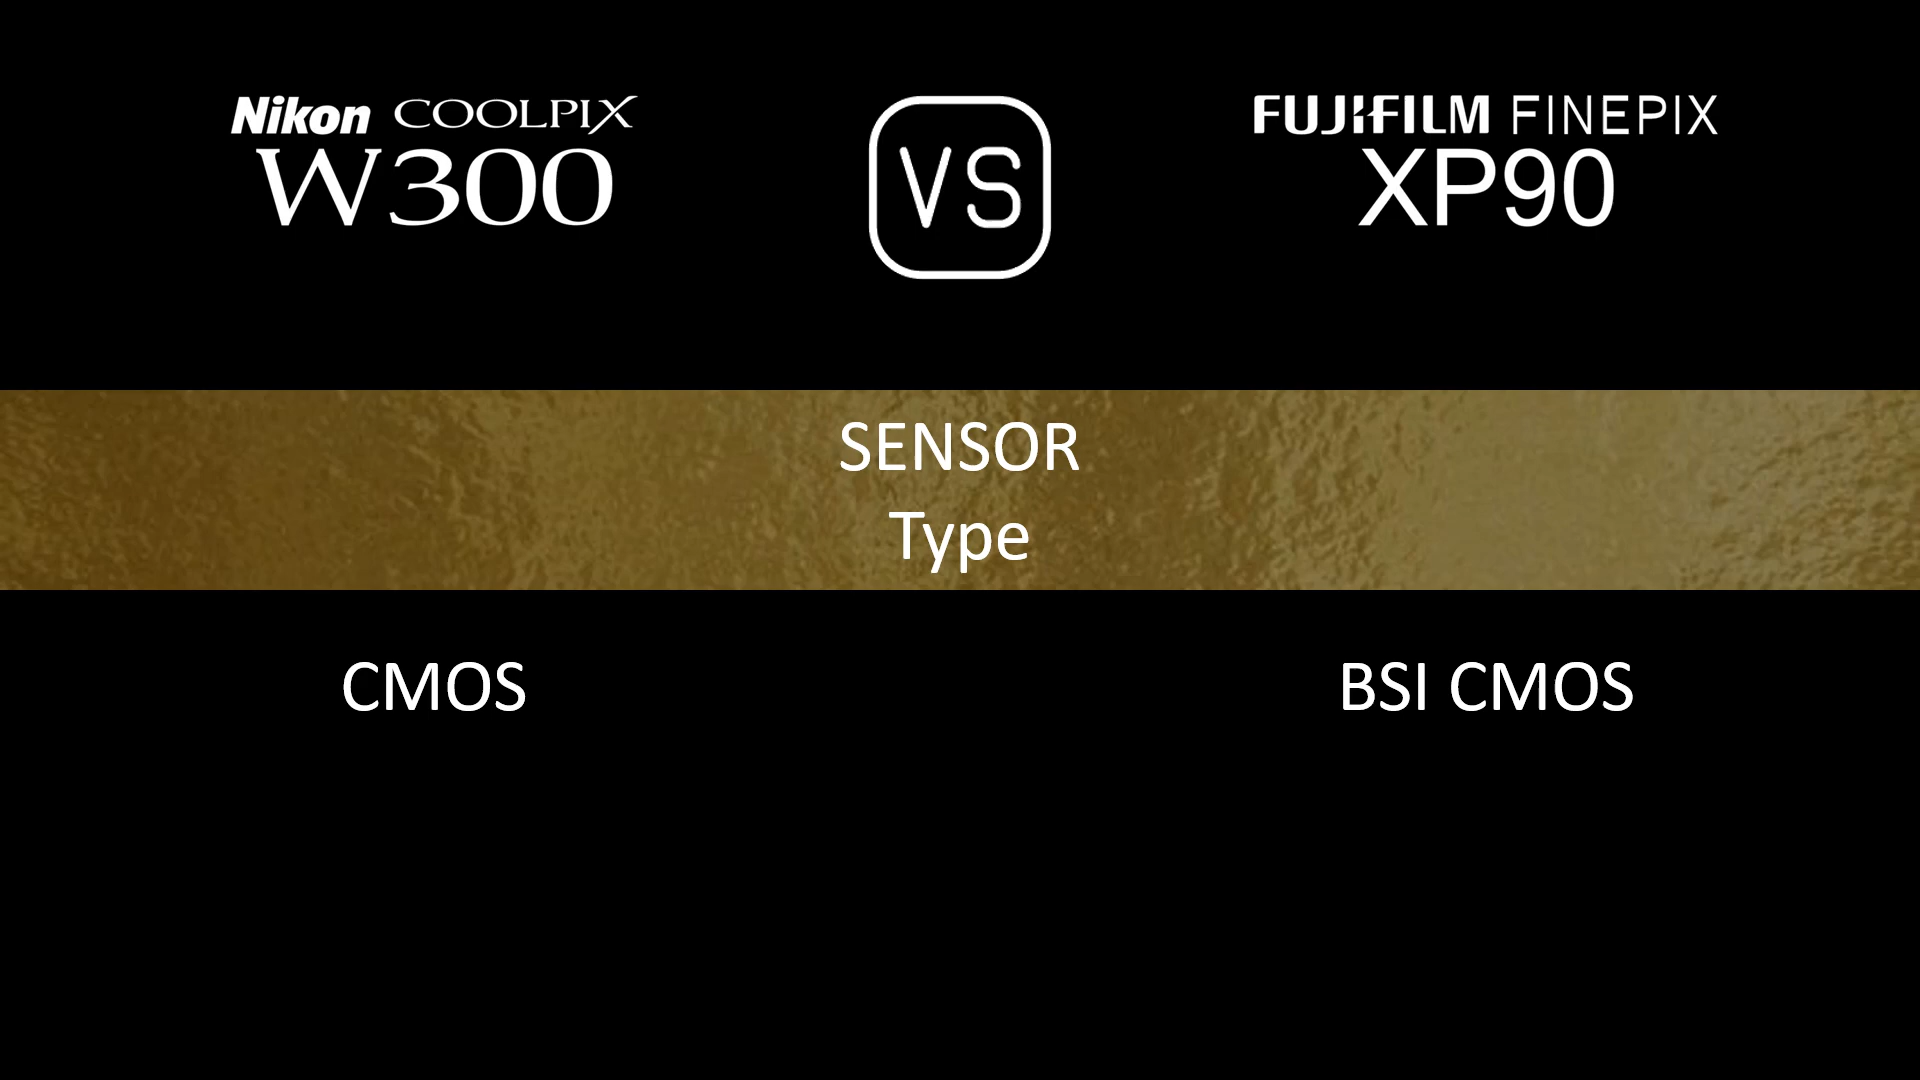 Nikon COOLPIX
W300
VS
FUJIFILM FINEPIX
XP90
SENSOR
Type
CMOS
BSI CMOS